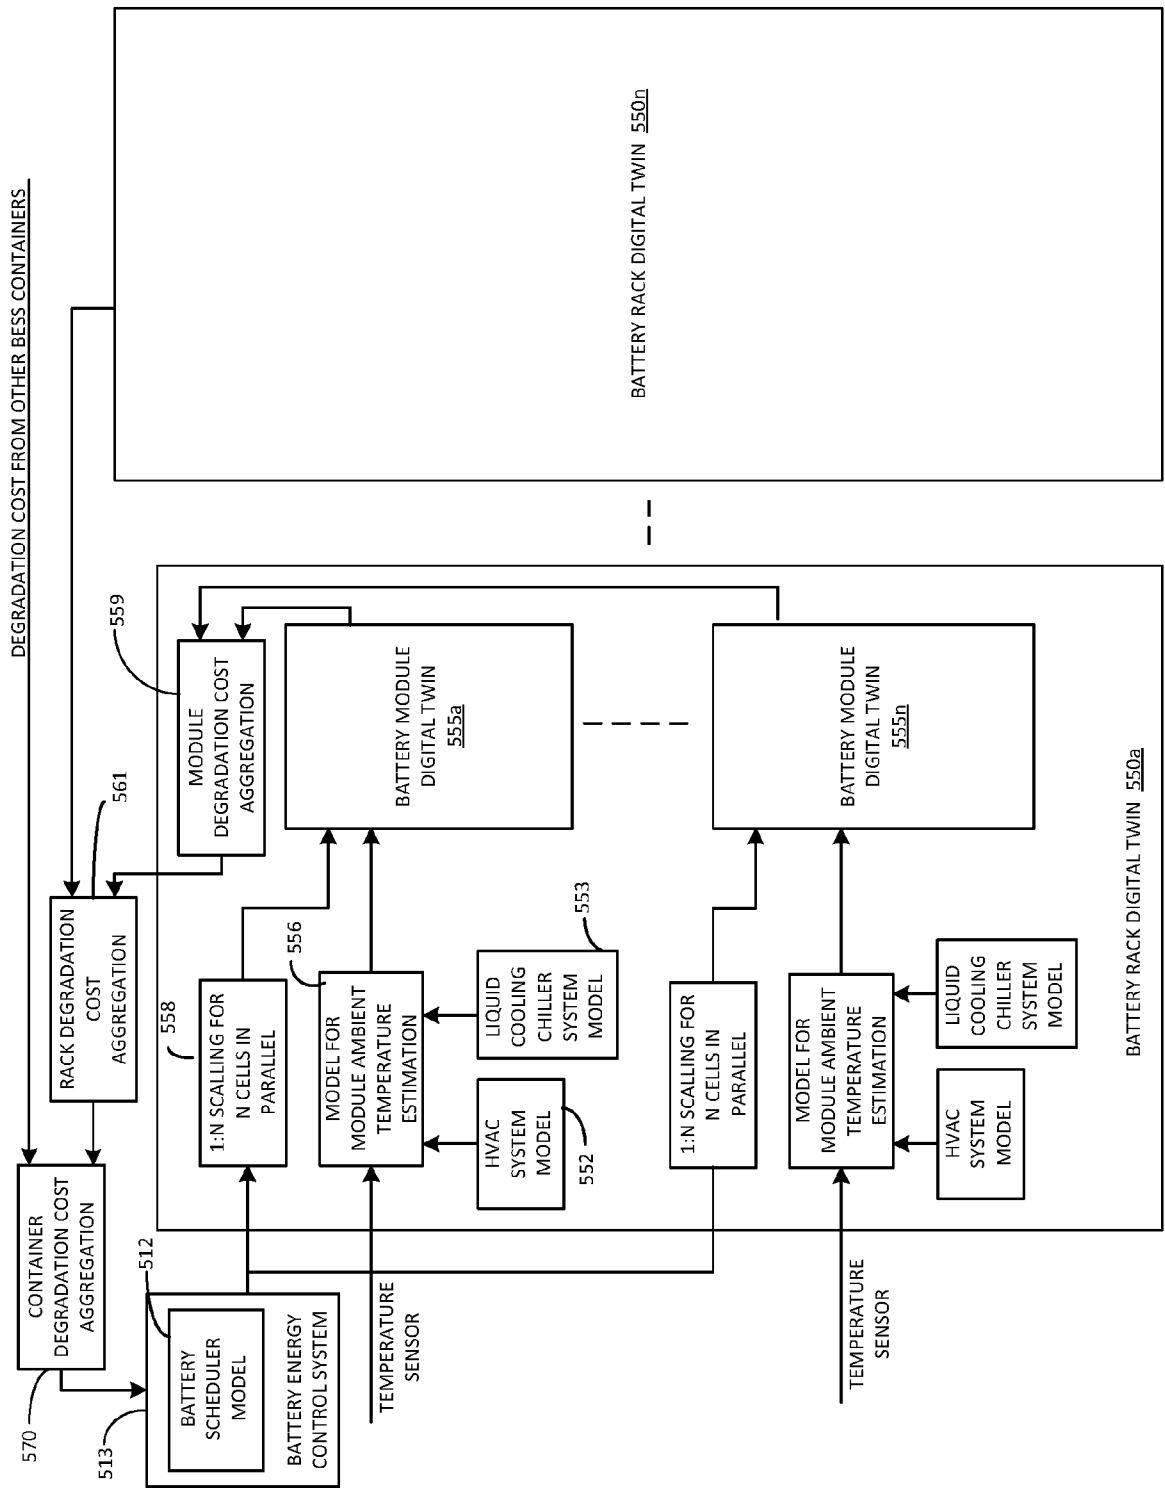 DEGRADATION COST FROM OTHER BESS CONTAINERS
570
CONTAINER
DEGRADATION COST
AGGREGATION
RACK DEGRADATION
COST
AGGREGATION
561
559
513
512
BATTERY
SCHEDULER
MODEL
BATTERY ENERGY
CONTROL SYSTEM
558
1:N SCALLING FOR
N CELLS IN
PARALLEL
MODULE
DEGRADATION COST
AGGREGATION
TEMPERATURE
SENSOR
556
MODEL FOR
MODULE AMBIENT
TEMPERATURE
ESTIMATION
BATTERY MODULE
DIGITAL TWIN
555a
HVAC
SYSTEM
MODEL
552
LIQUID
COOLING
CHILLER
SYSTEM
MODEL
553
1:N SCALLING FOR
N CELLS IN
PARALLEL
TEMPERATURE
SENSOR
MODEL FOR
MODULE AMBIENT
TEMPERATURE
ESTIMATION
BATTERY MODULE
DIGITAL TWIN
555n
HVAC
SYSTEM
MODEL
LIQUID
COOLING
CHILLER
SYSTEM
MODEL
BATTERY RACK DIGITAL TWIN 550a
BATTERY RACK DIGITAL TWIN 550n